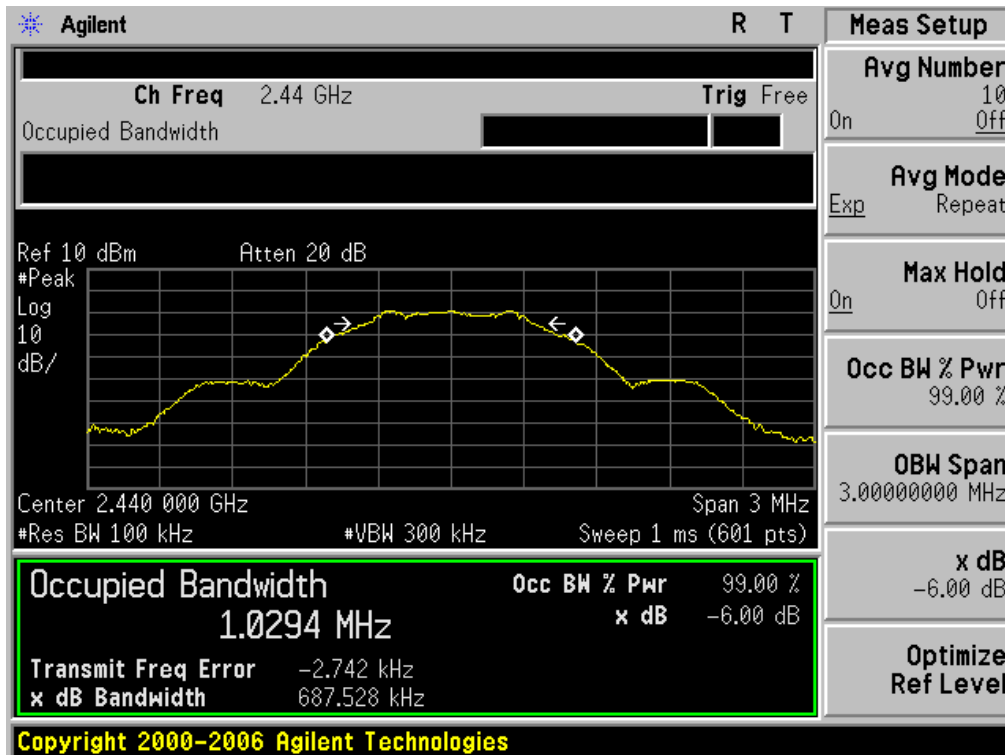 Agilent R T
Ch Freq 2.44 GHz Trig Free
Occupied Bandwidth
Ref 10 dBm Atten 20 dB
#Peak
Log
10
dB/
Center 2.440 000 GHz Span 3 MHz
#Res BW 100 kHz #VBW 300 kHz Sweep 1 ms (601 pts)
Occupied Bandwidth
1.0294 MHz
Occ BW % Pwr 99.00 %
x dB -6.00 dB
Transmit Freq Error -2.742 kHz
x dB Bandwidth 687.528 kHz
Copyright 2000-2006 Agilent Technologies
Meas Setup
Avg Number
10
On Off
Avg Mode
Exp Repeat
Max Hold
On Off
Occ BW % Pwr
99.00 %
OBW Span
3.00000000 MHz
x dB
-6.00 dB
Optimize
Ref Level